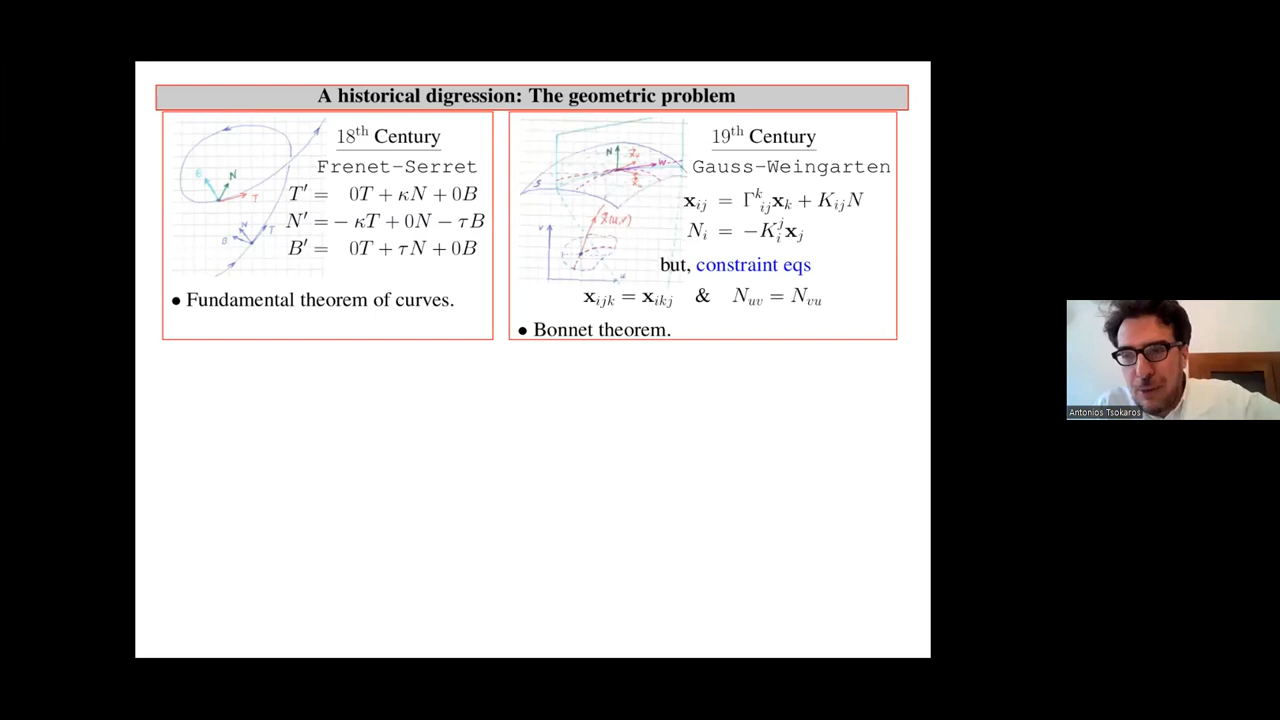 A historical digression: The geometric problem
18th Century
Frenet-Serret
T′ = 0T + κN + 0B
N′ = − κT + 0N − τB
B′ = 0T + τN + 0B
• Fundamental theorem of curves.
B
N
T
B
N
T
19th Century
Gauss-Weingarten
x_ij = Γ^k_ij x_k + K_ij N
N_i = −K_i^j x_j
but, constraint eqs
x_ijk = x_ikj & N_uv = N_vu
• Bonnet theorem.
N
W
S
x̄(u,v)
v
u
Antonios Tsokaros